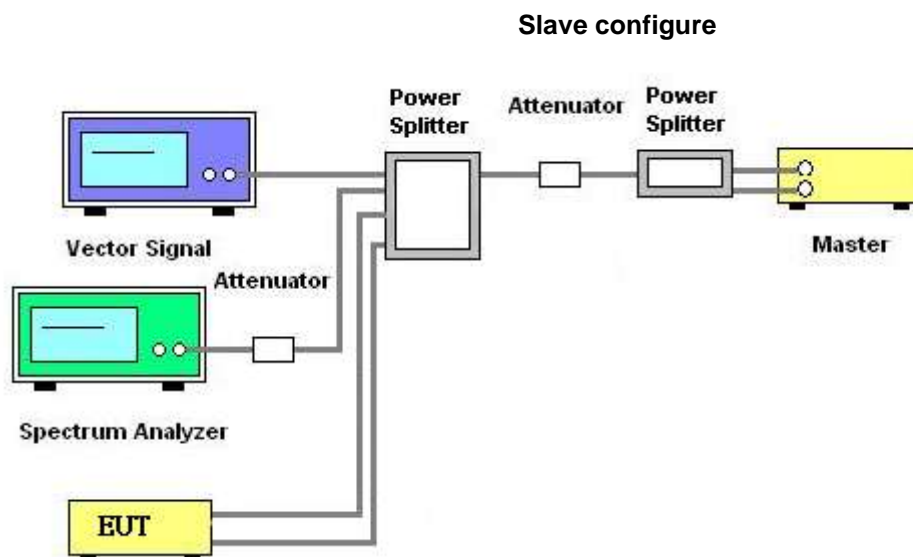 Slave configure
Power
Splitter
Attenuator
Power
Splitter
Vector Signal
Master
Attenuator
Spectrum Analyzer
EUT